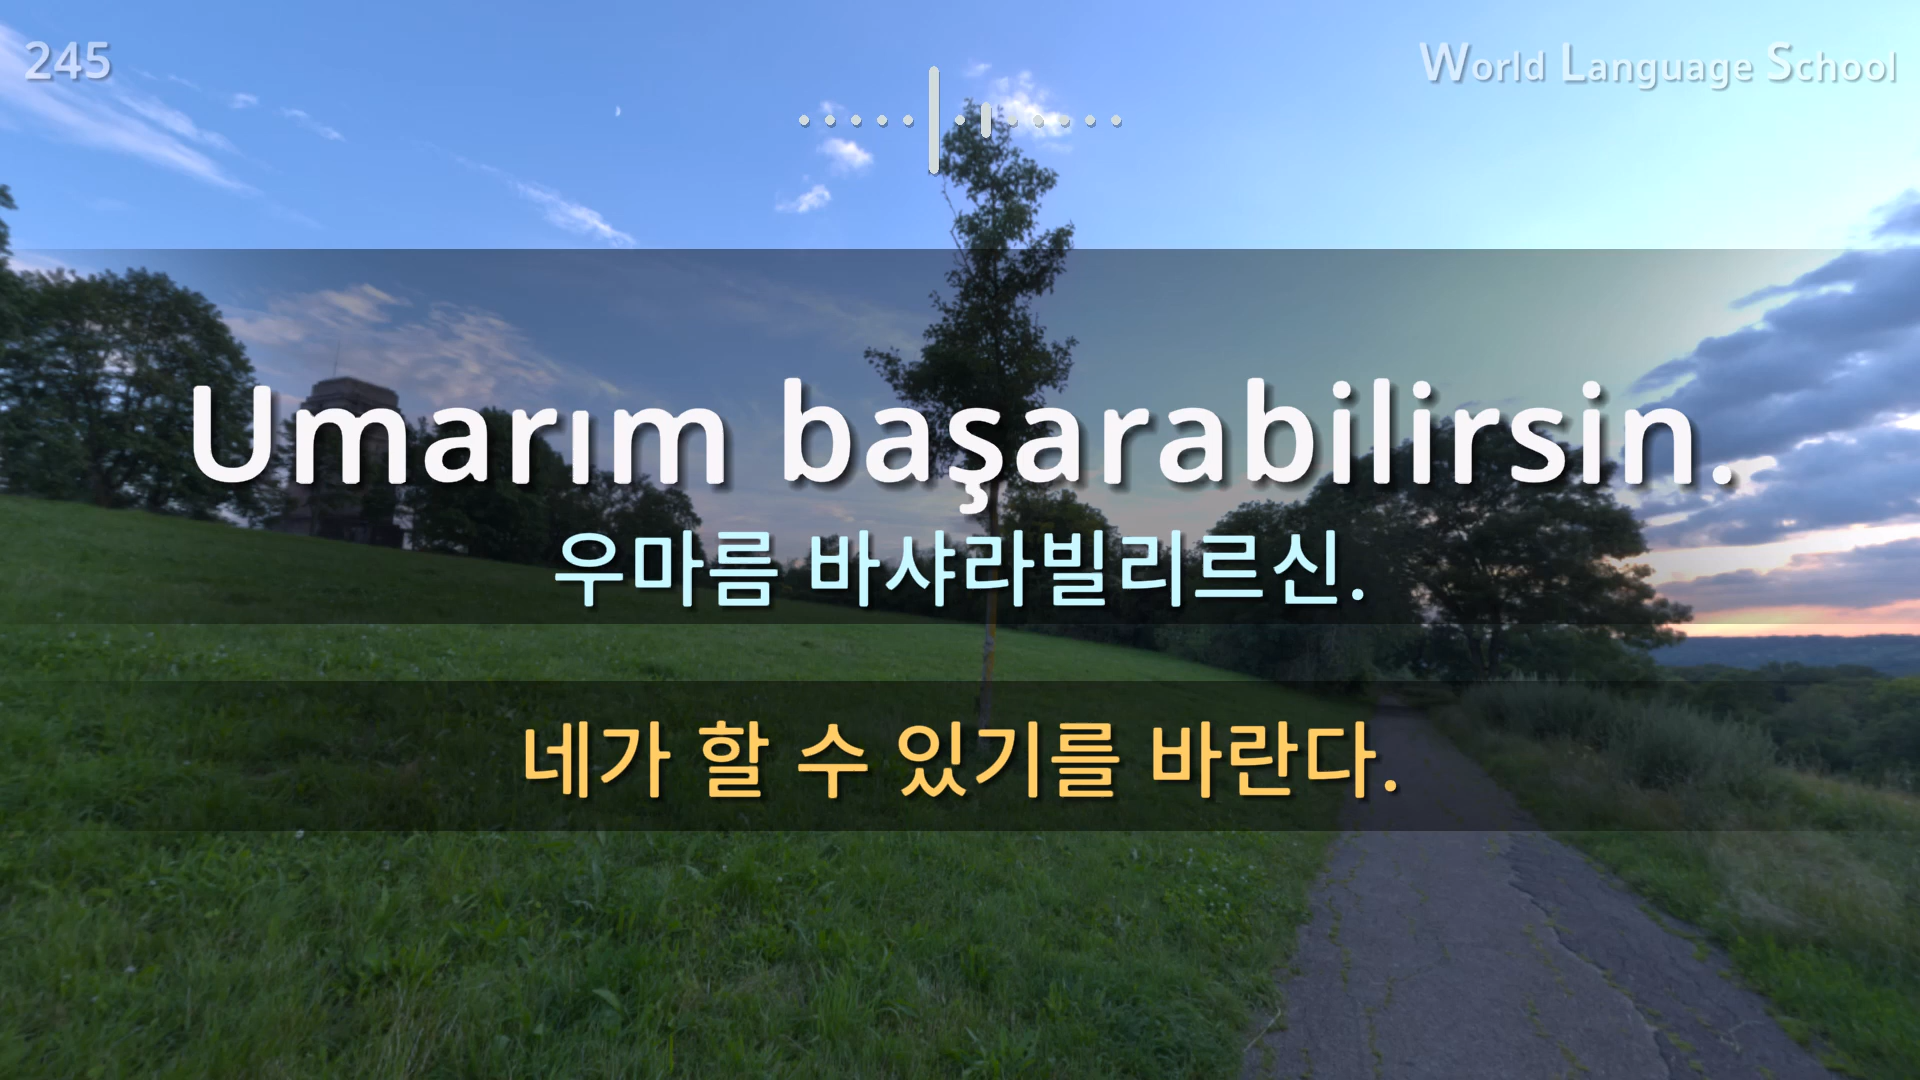 245
World Language School
Umarım başarabilirsin.
우마름 바샤라빌리르신.
네가 할 수 있기를 바란다.